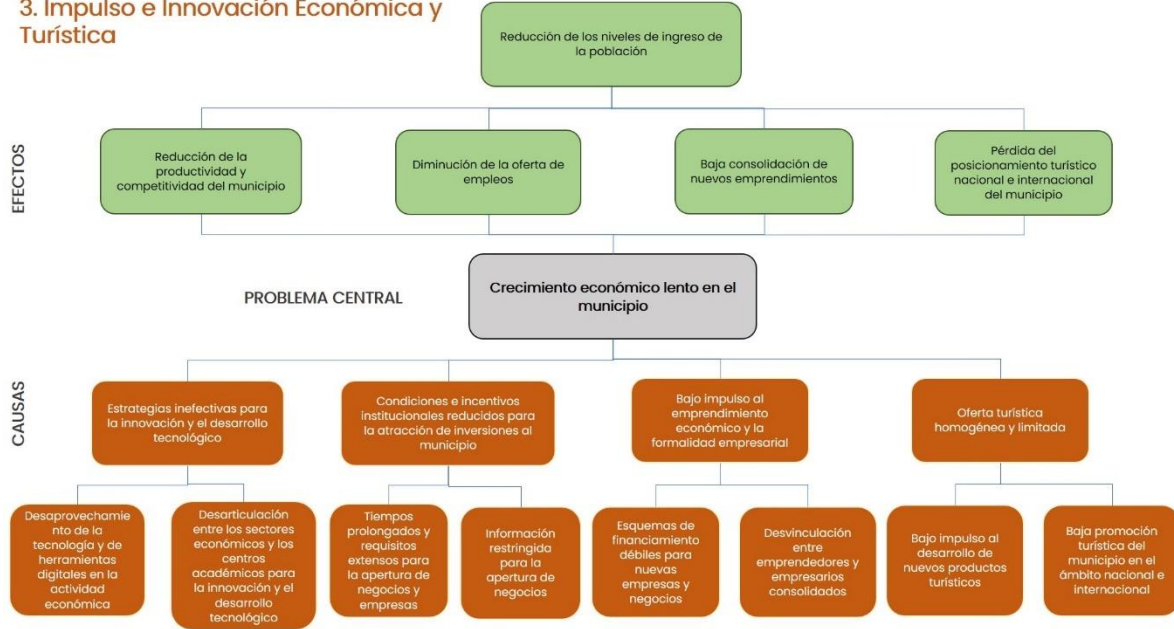 3. Impulso e Innovación Económica y
Turística
Reducción de los niveles de ingreso de
la población
EFECTOS
Reducción de la
productividad y
competitividad del municipio
Diminución de la oferta de
empleos
Baja consolidación de
nuevos emprendimientos
Pérdida del
posicionamiento turístico
nacional e internacional
del municipio
PROBLEMA CENTRAL
Crecimiento económico lento en el
municipio
CAUSAS
Estrategias inefectivas para
la innovación y el desarrollo
tecnológico
Condiciones e incentivos
institucionales reducidos para
la atracción de inversiones al
municipio
Bajo impulso al
emprendimiento
económico y la
formalidad empresarial
Oferta turística
homogénea y limitada
Desaprovechamie
nto de la
tecnología y de
herramientas
digitales en la
actividad
económica
Desarticulación
entre los sectores
económicos y los
centros
académicos para
la innovación y el
desarrollo
tecnológico
Tiempos
prolongados y
requisitos
extensos para
la apertura de
negocios y
empresas
Información
restringida
para la
apertura de
negocios
Esquemas de
financiamiento
débiles para
nuevas
empresas y
negocios
Desvinculación
entre
emprendedores y
empresarios
consolidados
Bajo impulso al
desarrollo de
nuevos productos
turísticos
Baja promoción
turística del
municipio en el
ámbito nacional e
internacional